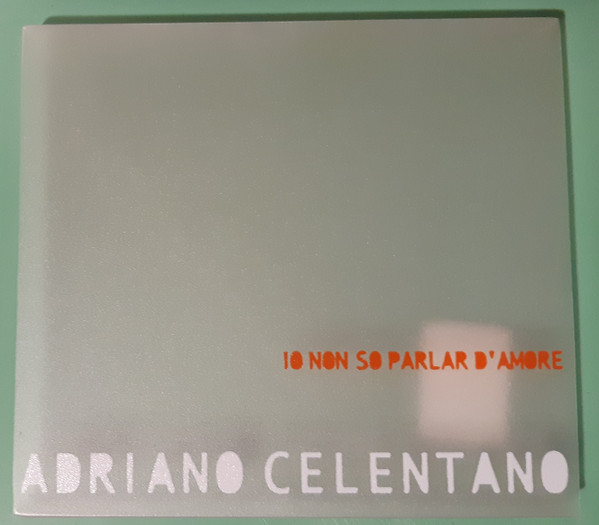 IO NON SO PARLAR D'AMORE
ADRIANO CELENTANO